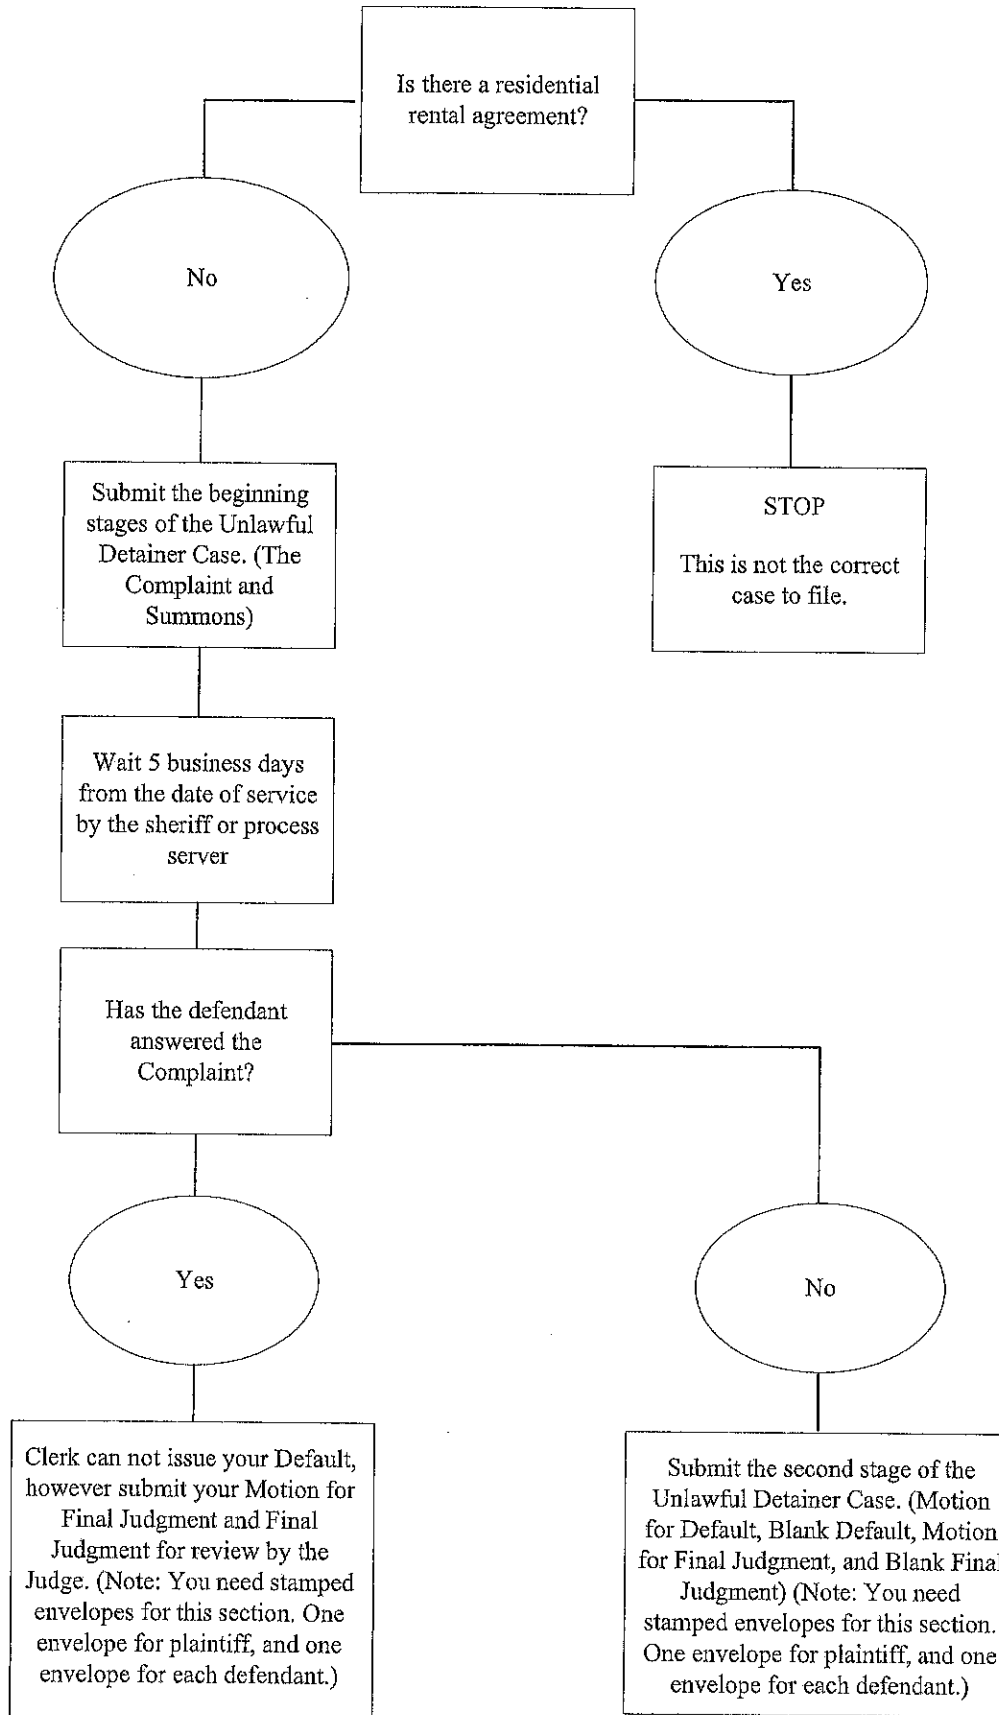 Is there a residential
rental agreement?
No
Yes
Submit the beginning
stages of the Unlawful
Detainer Case. (The
Complaint and
Summons)
STOP
This is not the correct
case to file.
Wait 5 business days
from the date of service
by the sheriff or process
server
Has the defendant
answered the
Complaint?
Yes
No
Clerk can not issue your Default,
however submit your Motion for
Final Judgment and Final
Judgment for review by the
Judge. (Note: You need stamped
envelopes for this section. One
envelope for plaintiff, and one
envelope for each defendant.)
Submit the second stage of the
Unlawful Detainer Case. (Motion
for Default, Blank Default, Motion
for Final Judgment, and Blank Final
Judgment) (Note: You need
stamped envelopes for this section.
One envelope for plaintiff, and one
envelope for each defendant.)